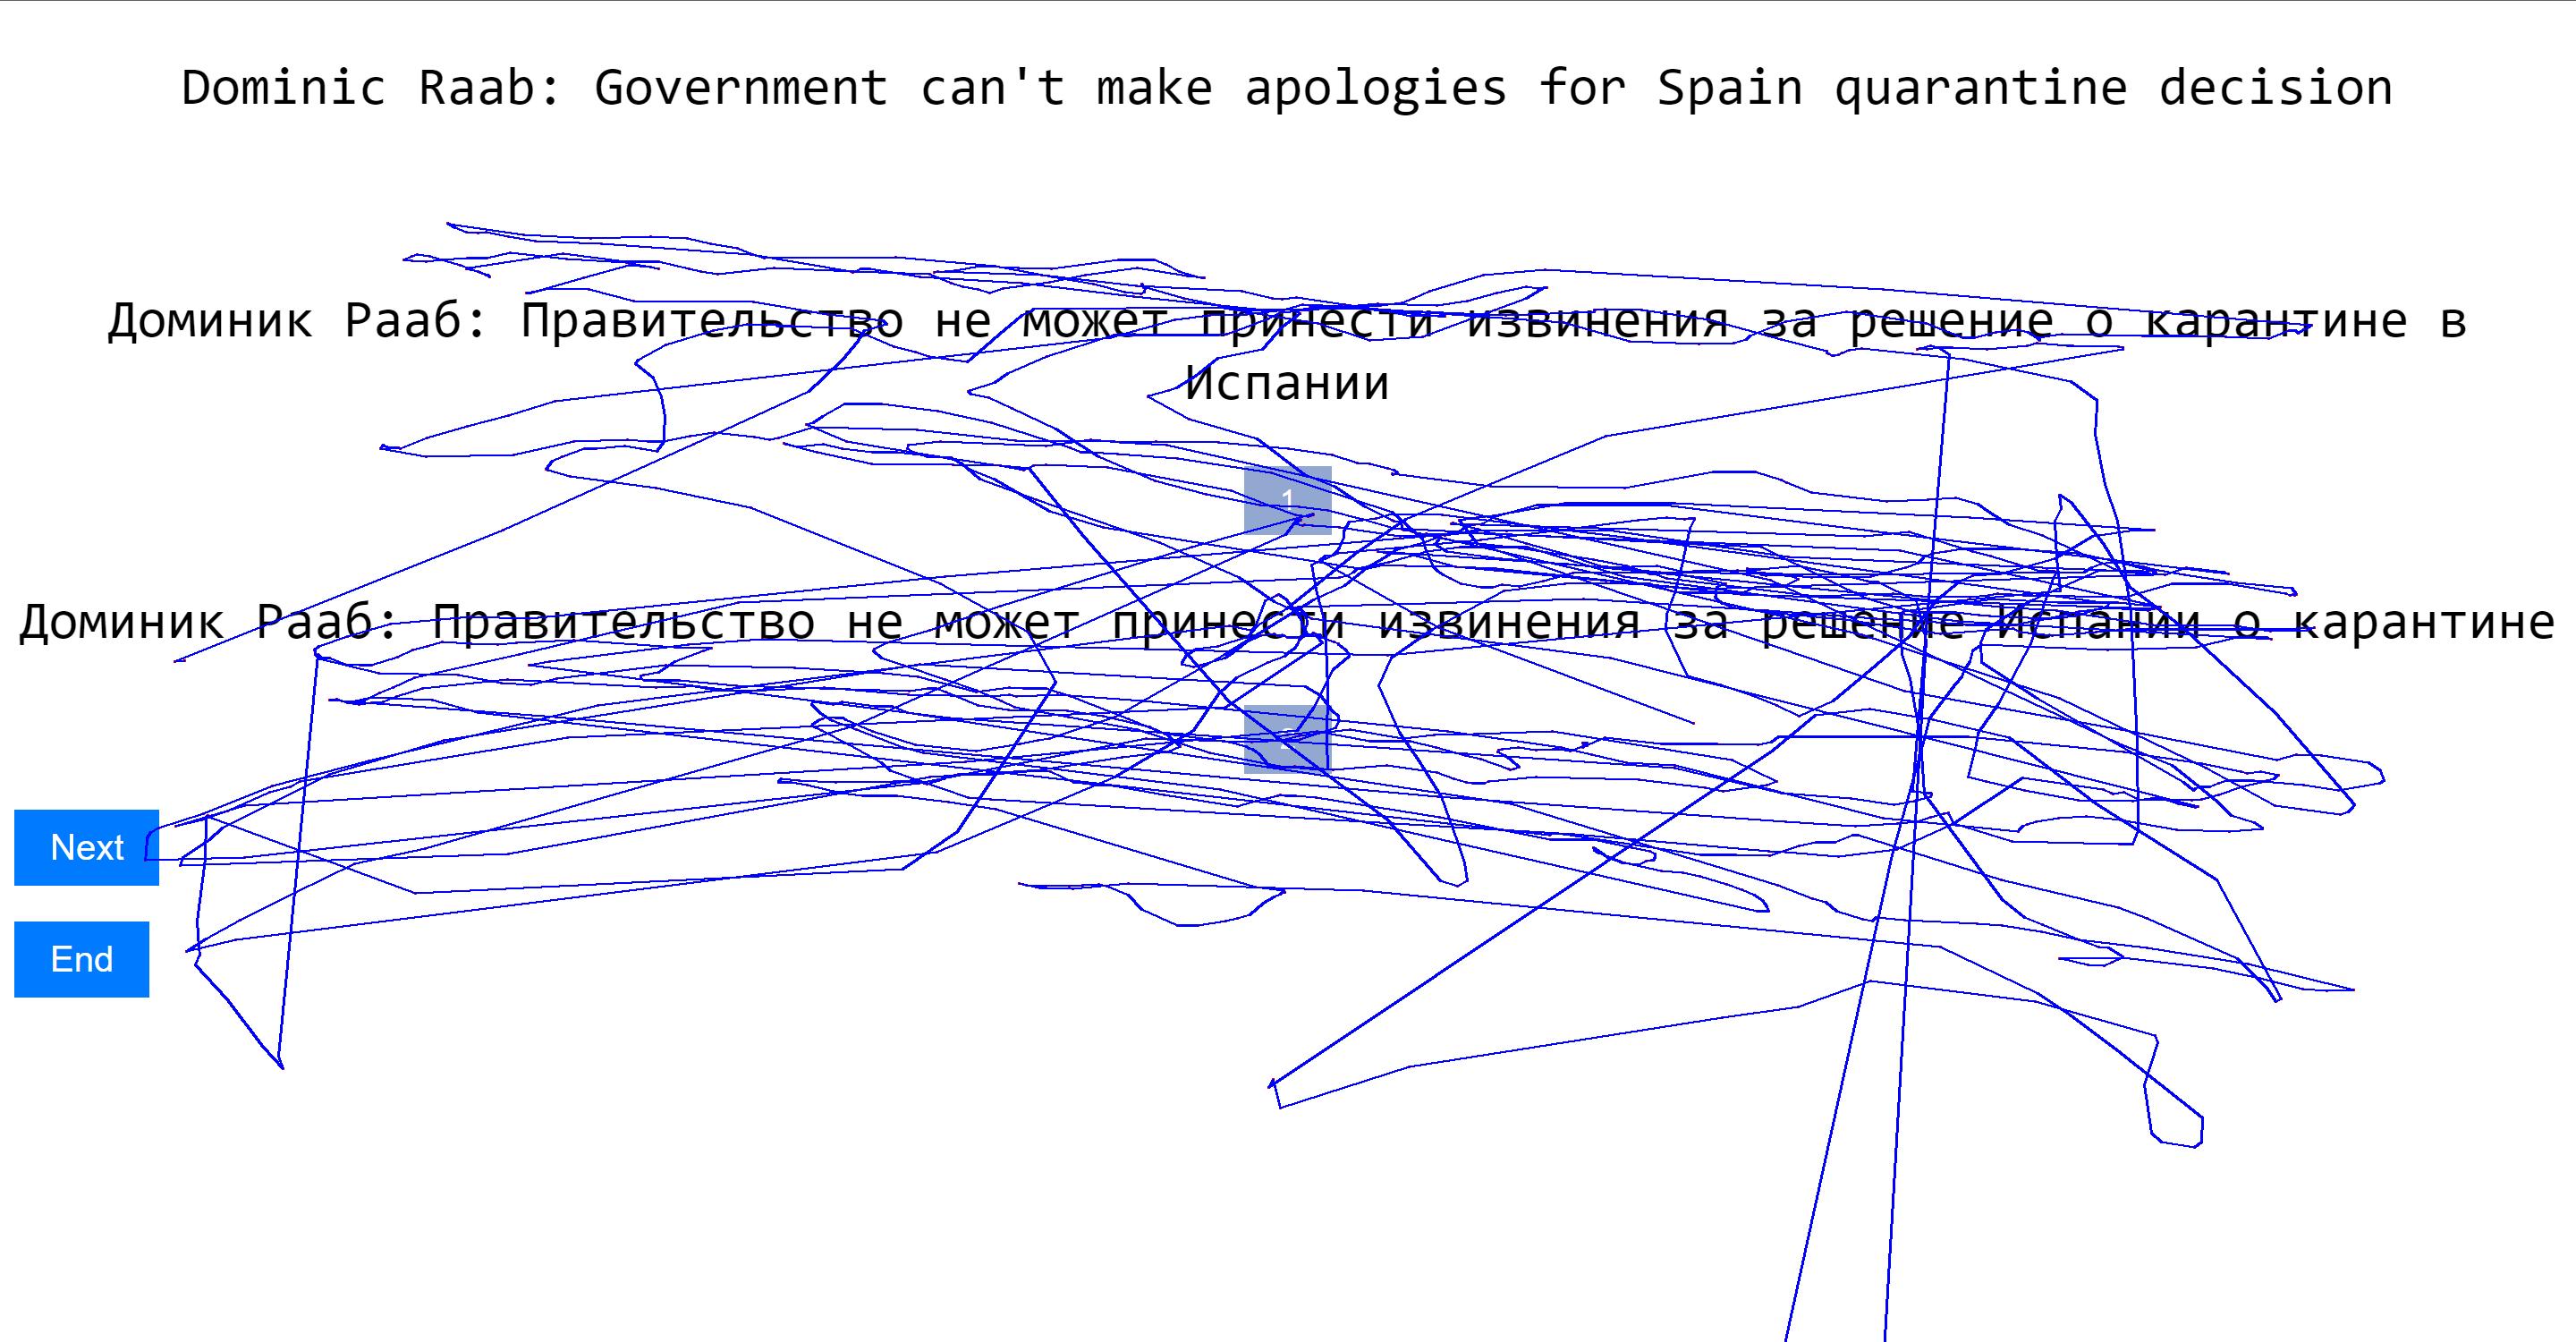 Dominic Raab: Government can't make apologies for Spain quarantine decision
Доминик Рааб: Правительство не может принести извинения за решение о карантине в
Испании
1
Доминик Рааб: Правительство не может принести извинения за решение Испании о карантине
Next
End